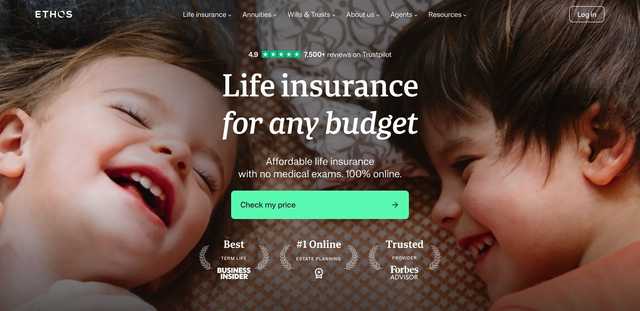 ETHOS
Life insurance
Annuities
Wills & Trusts
About us
Agents
Resources
Log in
4.9 7,500+ reviews on Trustpilot
Life insurance
for any budget
Affordable life insurance
with no medical exams. 100% online.
Check my price →
Best
TERM LIFE
BUSINESS
INSIDER
#1 Online
ESTATE PLANNING
Trusted
PROVIDER
Forbes
ADVISOR